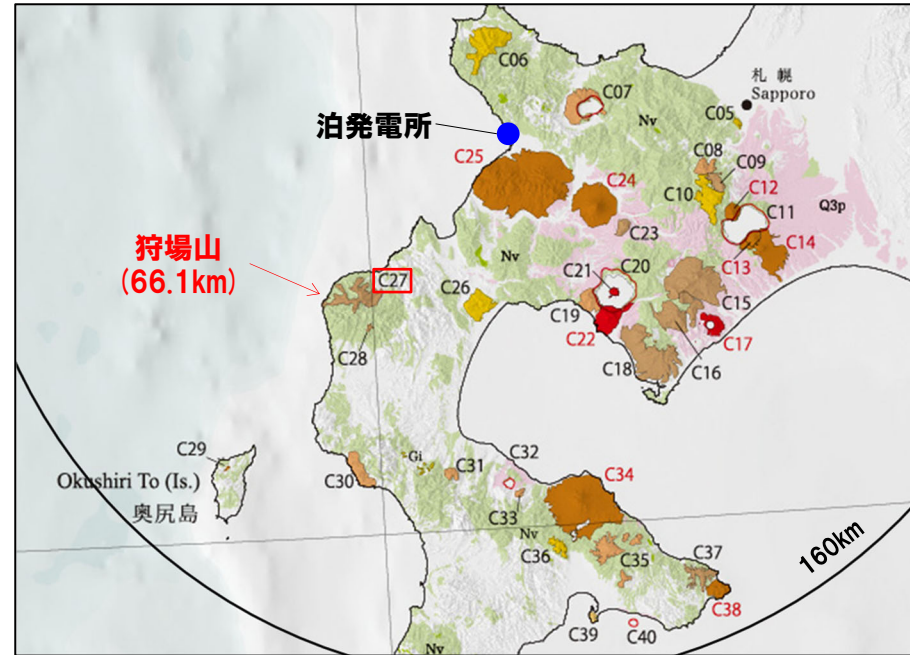 C06
札幌
Sapporo
C07
C05
泊発電所
Nv
C25
C08
C09
C24
C10
C12
C11
Q3p
C23
C14
C13
狩場山
(66.1km)
Nv
C21
C20
C27
C26
C15
C19
C22
C17
C28
C18
C16
C29
C32
Gi
C31
C34
Okushiri To (Is.)
C30
奥尻島
C33
Nv
C36
C35
C37
160km
C38
C39
C40
Nv